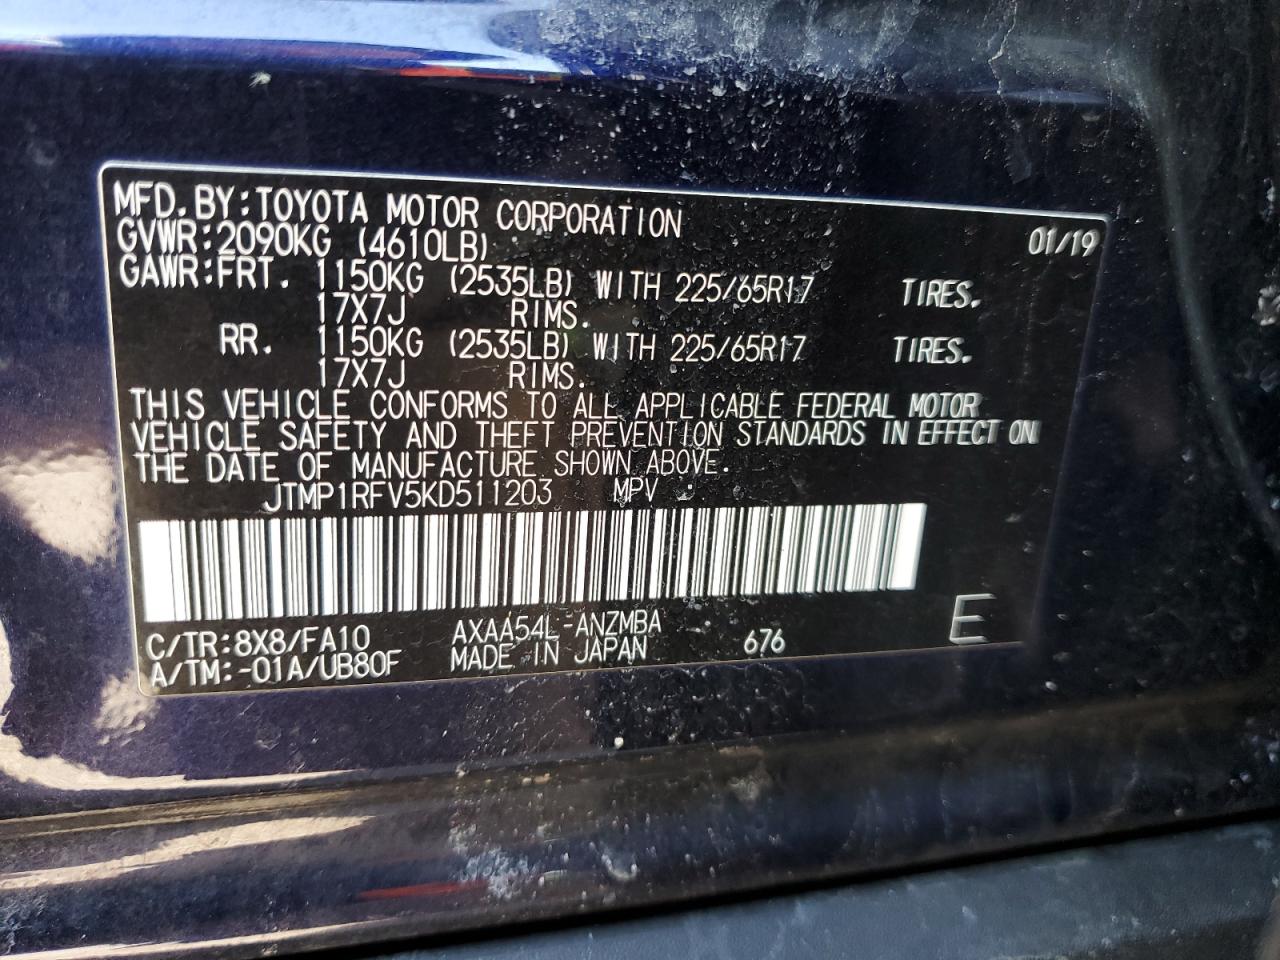 MFD.BY:TOYOTA MOTOR CORPORATION 01/19
GVWR:2090KG (4610LB)
GAWR:FRT. 1150KG (2535LB) WITH 225/65R17 TIRES.
17X7J RIMS.
RR. 1150KG (2535LB) WITH 225/65R17 TIRES.
17X7J RIMS.
THIS VEHICLE CONFORMS TO ALL APPLICABLE FEDERAL MOTOR
VEHICLE SAFETY AND THEFT PREVENTION STANDARDS IN EFFECT ON
THE DATE OF MANUFACTURE SHOWN ABOVE.
JTMP1RFV5KD511203 MPV
C/TR:8X8/FA10 AXAA54L-ANZMBA 676 E
A/TM:-01A/UB80F MADE IN JAPAN